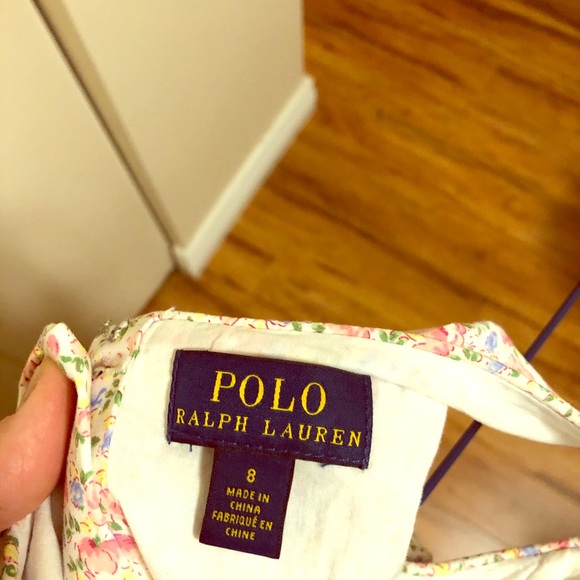 POLO
RALPH LAUREN
8
MADE IN
CHINA
FABRIQUÉ EN
CHINE